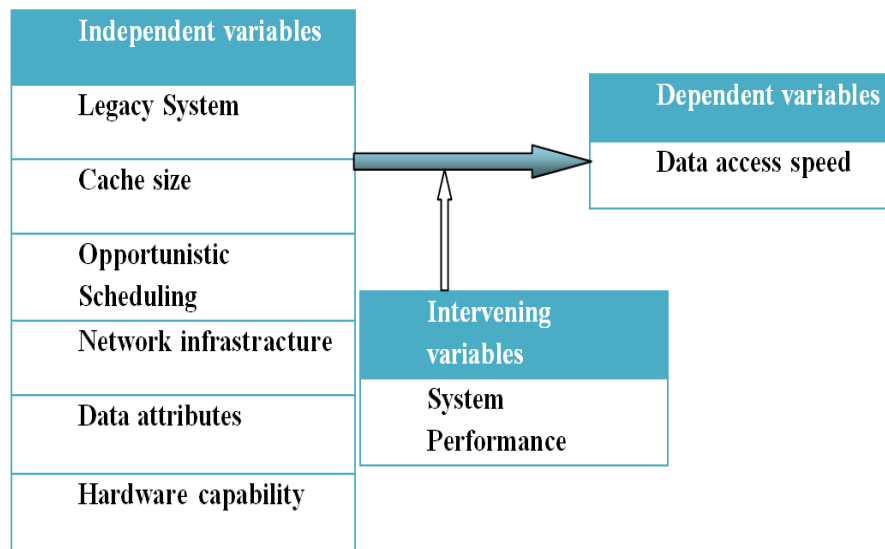 Independent variables
Legacy System
Cache size
Opportunistic
Scheduling
Network infrastracture
Data attributes
Hardware capability
Intervening
variables
System
Performance
Dependent variables
Data access speed